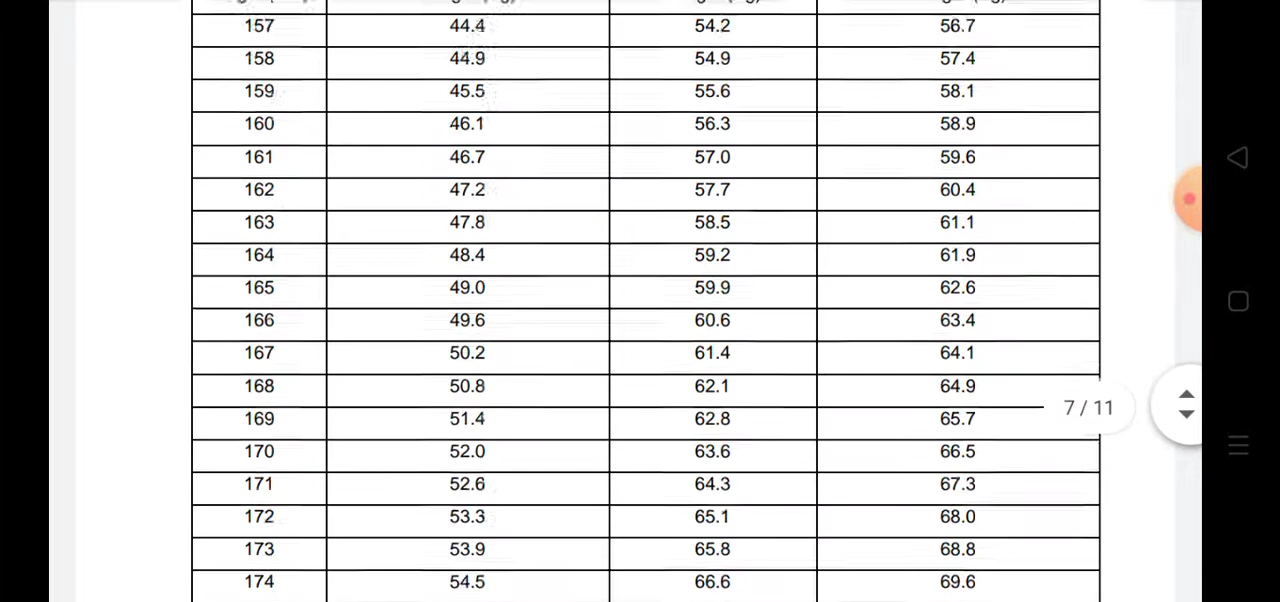 157 44.4 54.2 56.7
158 44.9 54.9 57.4
159 45.5 55.6 58.1
160 46.1 56.3 58.9
161 46.7 57.0 59.6
162 47.2 57.7 60.4
163 47.8 58.5 61.1
164 48.4 59.2 61.9
165 49.0 59.9 62.6
166 49.6 60.6 63.4
167 50.2 61.4 64.1
168 50.8 62.1 64.9
7 / 11
169 51.4 62.8 65.7
170 52.0 63.6 66.5
171 52.6 64.3 67.3
172 53.3 65.1 68.0
173 53.9 65.8 68.8
174 54.5 66.6 69.6